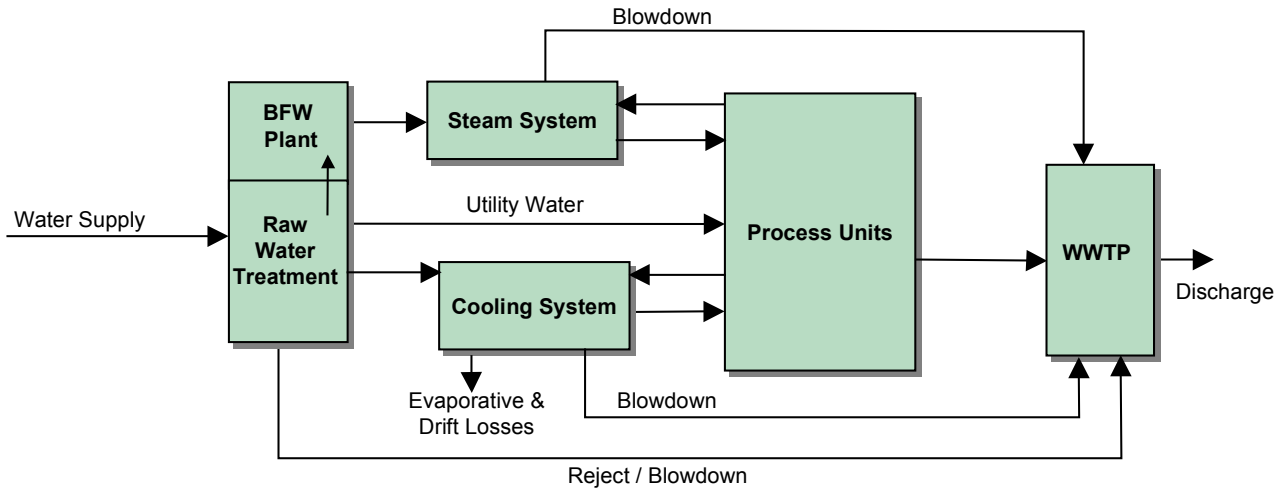 Blowdown
BFW
Plant
Steam System
Water Supply
Raw
Water
Treatment
Utility Water
Process Units
WWTP
Discharge
Cooling System
Evaporative &
Drift Losses
Blowdown
Reject / Blowdown